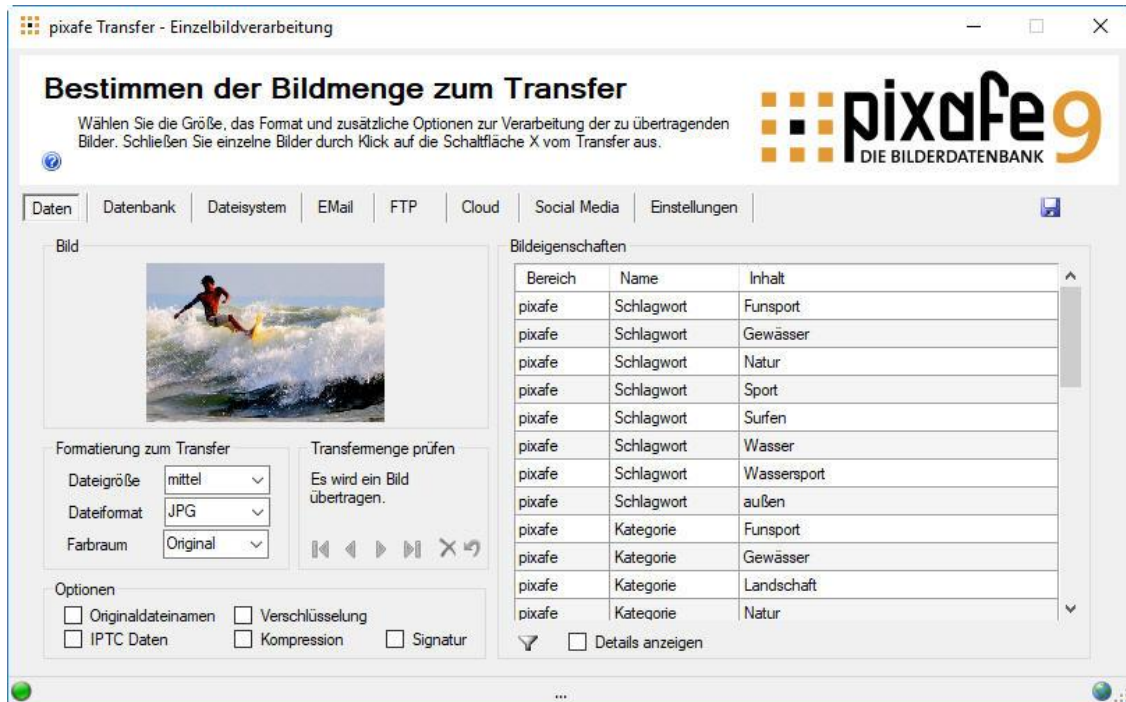 pixafe Transfer - Einzelbildverarbeitung
Bestimmen der Bildmenge zum Transfer
Wählen Sie die Größe, das Format und zusätzliche Optionen zur Verarbeitung der zu übertragenden
Bilder. Schließen Sie einzelne Bilder durch Klick auf die Schaltfläche X vom Transfer aus.
pixafe 9
DIE BILDERDATENBANK
Daten Datenbank Dateisystem EMail FTP Cloud Social Media Einstellungen
Bild
Formatierung zum Transfer
Dateigröße mittel
Dateiformat JPG
Farbraum Original
Transfermenge prüfen
Es wird ein Bild
übertragen.
Optionen
Originaldateinamen Verschlüsselung
IPTC Daten Kompression Signatur
Bildeigenschaften
Bereich Name Inhalt
pixafe Schlagwort Funsport
pixafe Schlagwort Gewässer
pixafe Schlagwort Natur
pixafe Schlagwort Sport
pixafe Schlagwort Surfen
pixafe Schlagwort Wasser
pixafe Schlagwort Wassersport
pixafe Schlagwort außen
pixafe Kategorie Funsport
pixafe Kategorie Gewässer
pixafe Kategorie Landschaft
pixafe Kategorie Natur
Details anzeigen
...